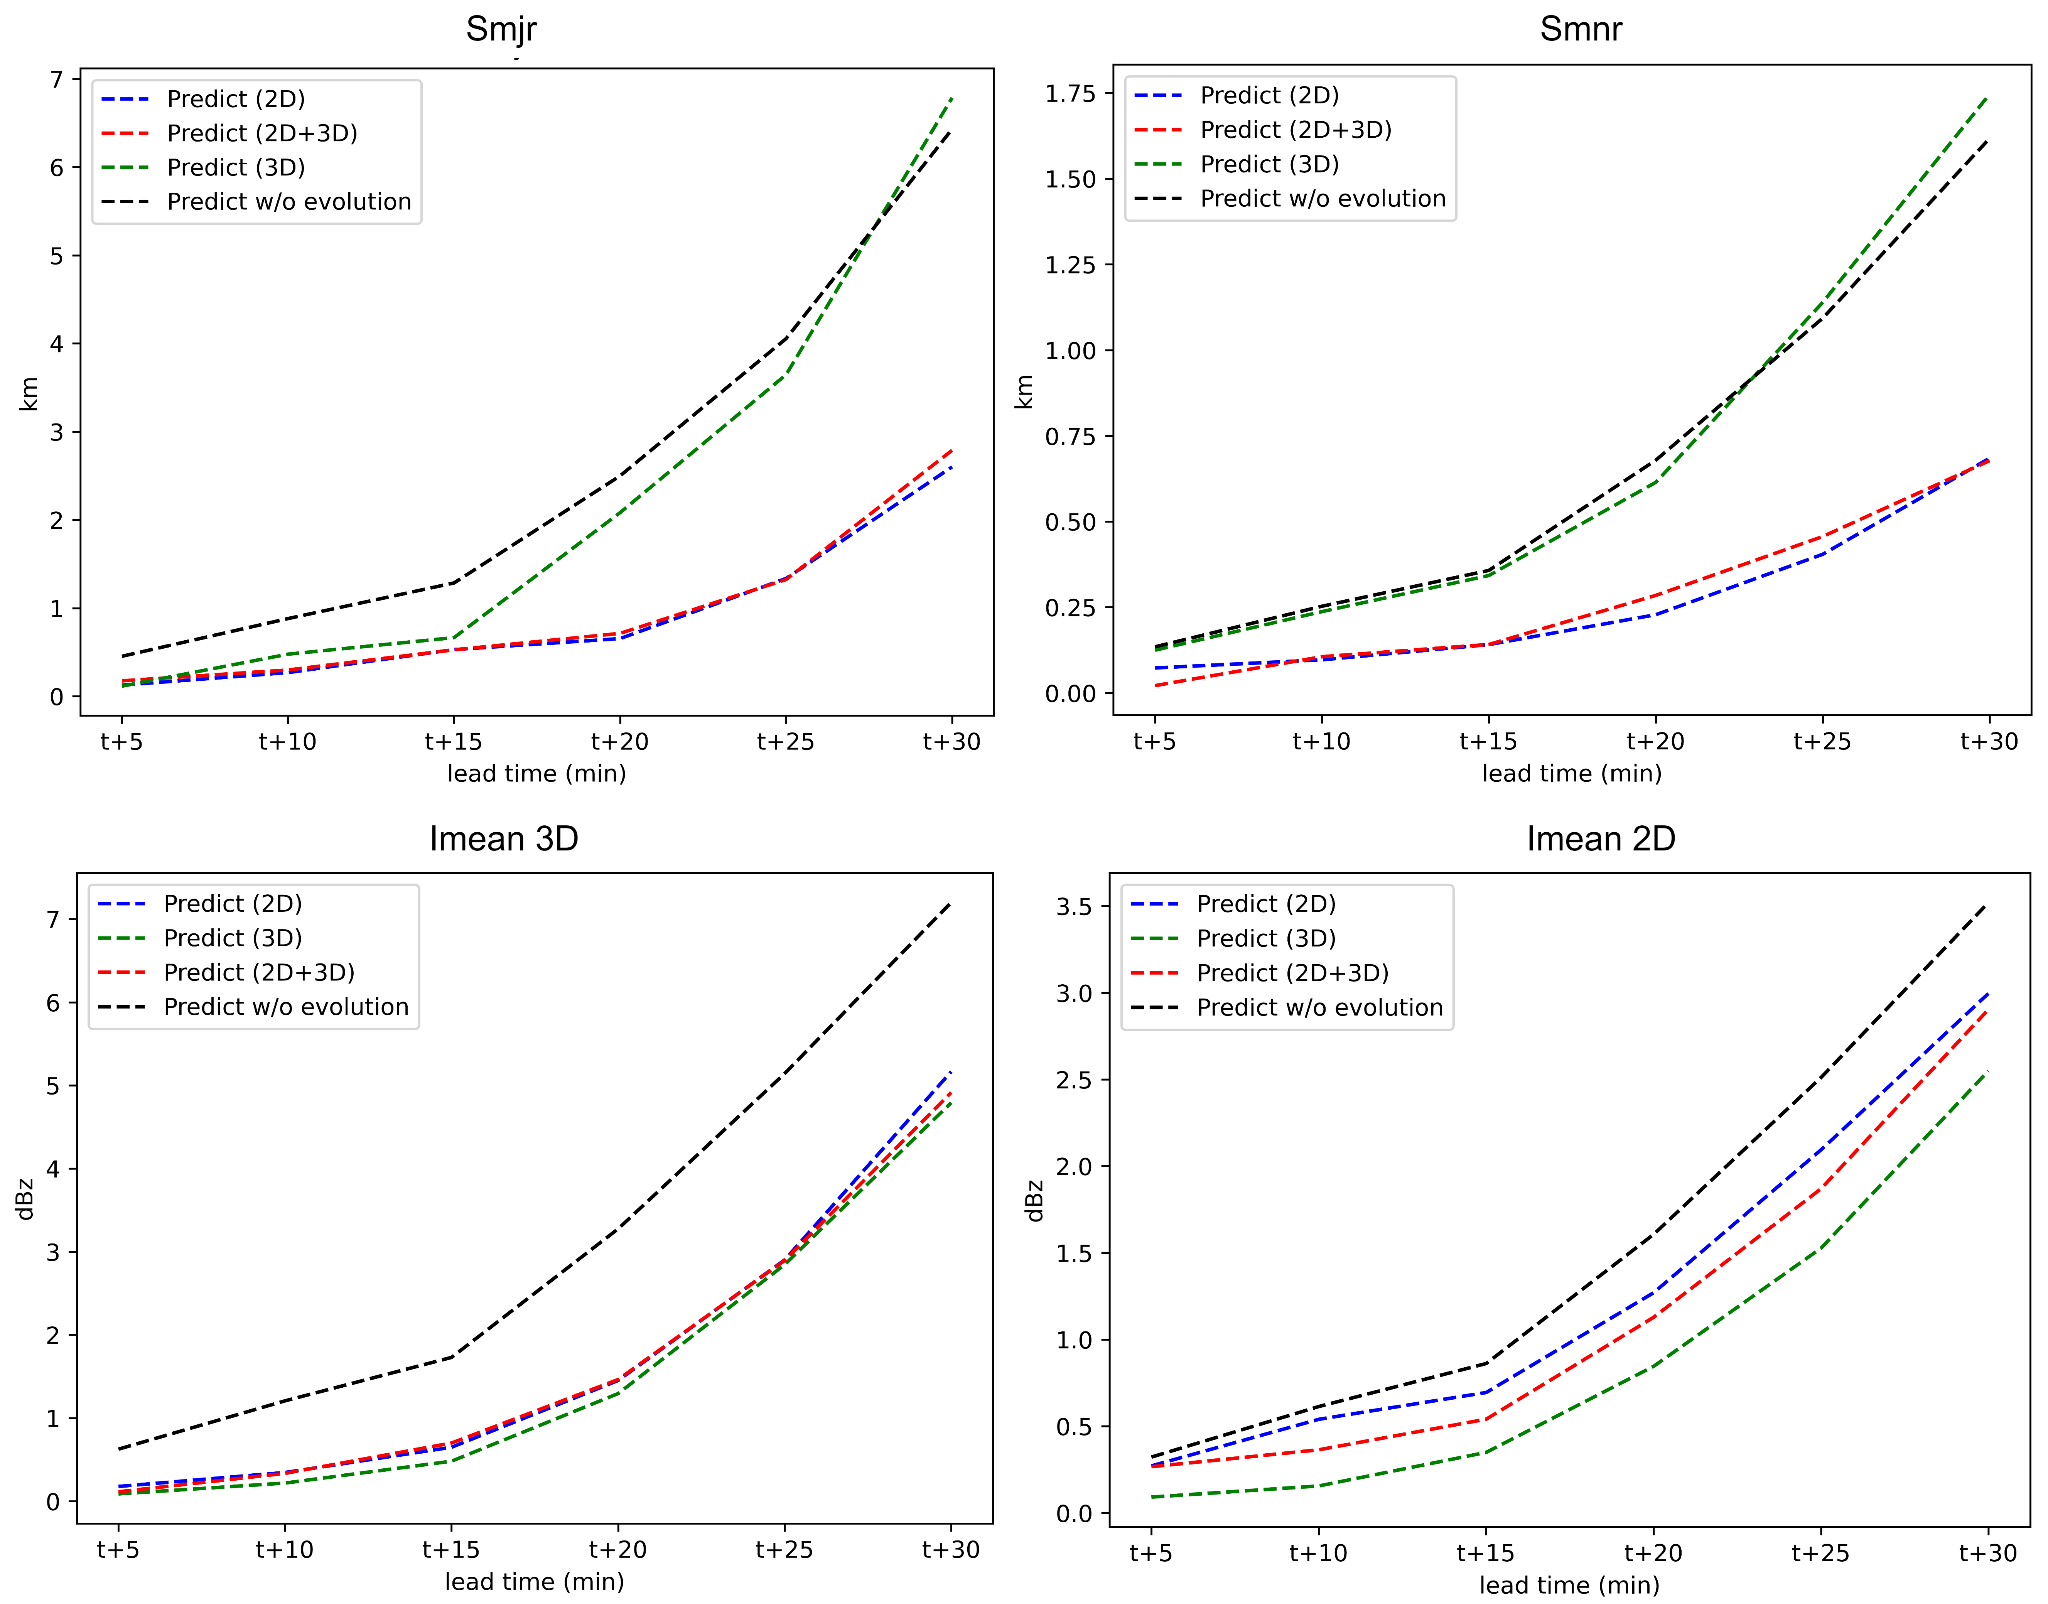 Smjr
7
6
5
4
3
2
1
0
km
Predict (2D)
Predict (2D+3D)
Predict (3D)
Predict w/o evolution
t+5 t+10 t+15 t+20 t+25 t+30
lead time (min)
Smnr
1.75
1.50
1.25
1.00
0.75
0.50
0.25
0.00
km
Predict (2D)
Predict (2D+3D)
Predict (3D)
Predict w/o evolution
t+5 t+10 t+15 t+20 t+25 t+30
lead time (min)
Imean 3D
7
6
5
4
3
2
1
0
dBz
Predict (2D)
Predict (3D)
Predict (2D+3D)
Predict w/o evolution
t+5 t+10 t+15 t+20 t+25 t+30
lead time (min)
Imean 2D
3.5
3.0
2.5
2.0
1.5
1.0
0.5
0.0
dBz
Predict (2D)
Predict (3D)
Predict (2D+3D)
Predict w/o evolution
t+5 t+10 t+15 t+20 t+25 t+30
lead time (min)